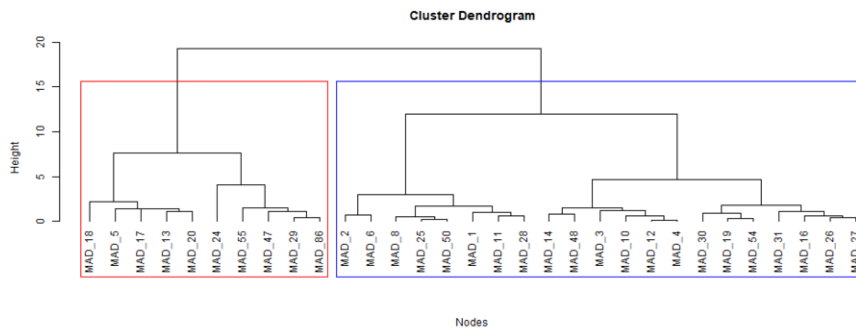 Cluster Dendrogram
Height
20
15
10
5
0
MAD_18
MAD_5
MAD_17
MAD_13
MAD_20
MAD_24
MAD_55
MAD_47
MAD_29
MAD_86
MAD_2
MAD_6
MAD_8
MAD_25
MAD_50
MAD_1
MAD_11
MAD_28
MAD_14
MAD_48
MAD_3
MAD_10
MAD_12
MAD_4
MAD_30
MAD_19
MAD_54
MAD_31
MAD_16
MAD_26
MAD_27
Nodes